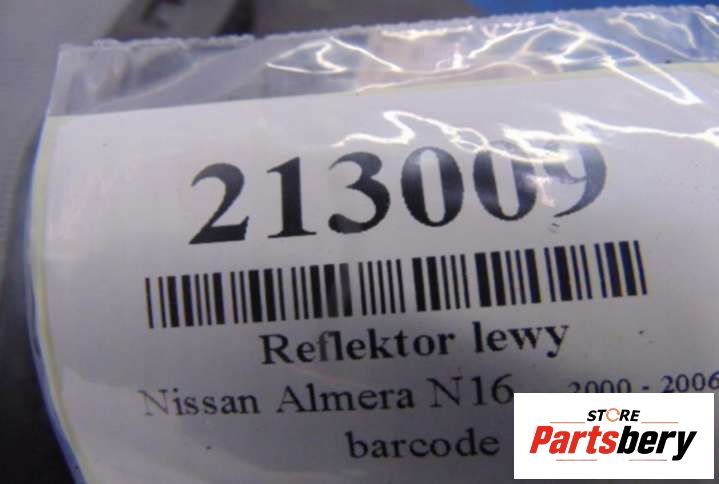 213009
Reflektor lewy
Nissan Almera N16 2000 - 2006
barcode
STORE
Partsbery